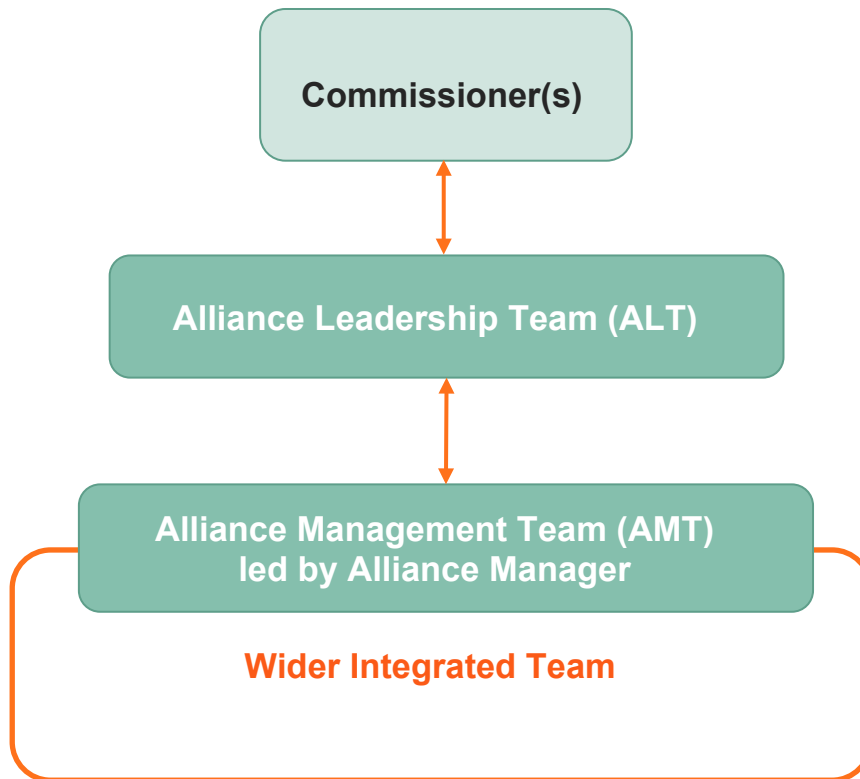 Commissioner(s)
Alliance Leadership Team (ALT)
Alliance Management Team (AMT)
led by Alliance Manager
Wider Integrated Team